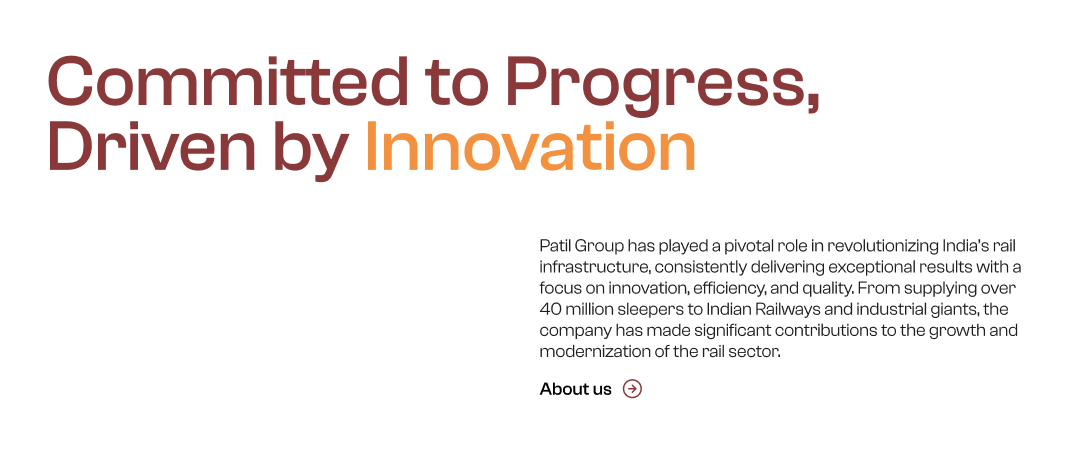 Committed to Progress,
Driven by Innovation
Patil Group has played a pivotal role in revolutionizing India's rail
infrastructure, consistently delivering exceptional results with a
focus on innovation, efficiency, and quality. From supplying over
40 million sleepers to Indian Railways and industrial giants, the
company has made significant contributions to the growth and
modernization of the rail sector.
About us